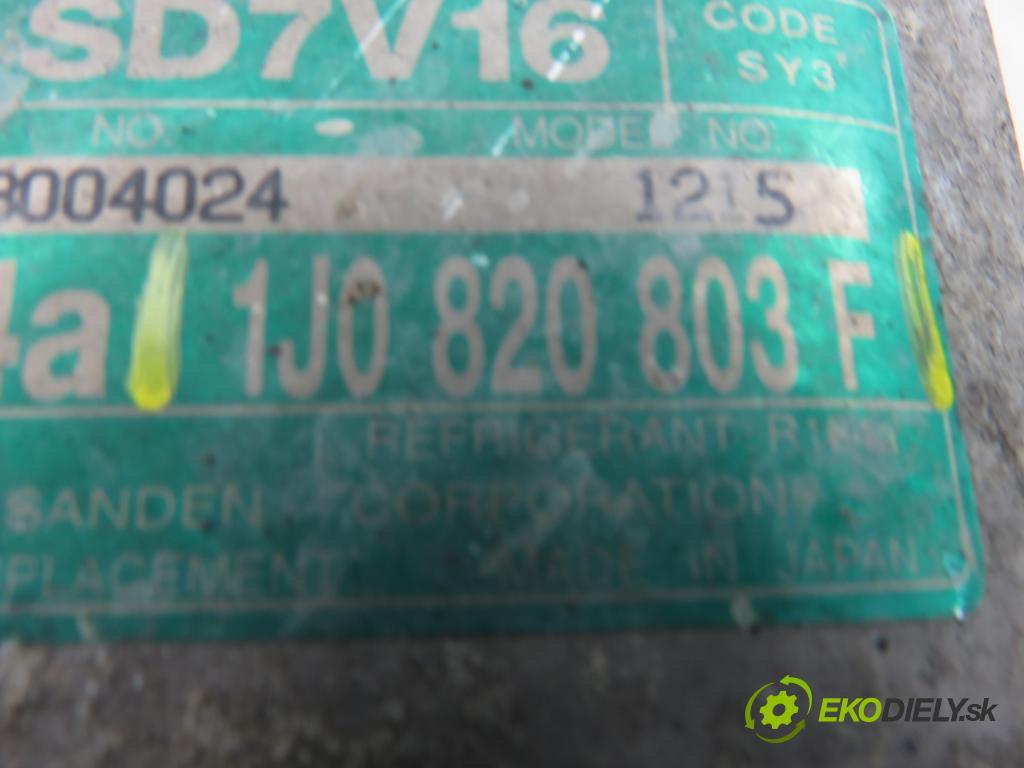 SD7V16
CODE
SY3
NO. MODEL NO.
8004024 1215
4a 1J0 820 803 F
REFRIGERANT
SANDEN CORPORATION
PLACEMENT MADE IN JAPAN
EKODIELY.sk